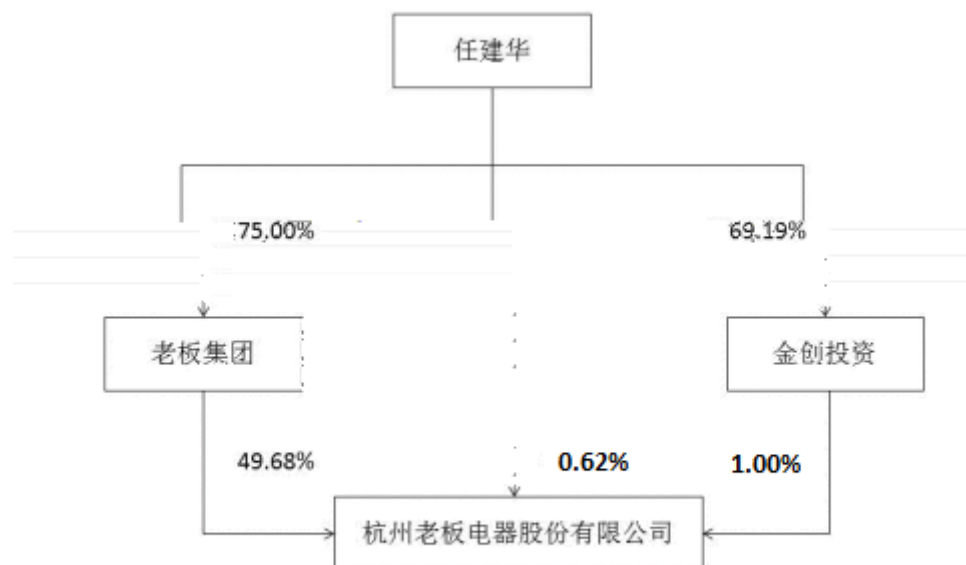 任建华
75.00%
69.19%
老板集团
金创投资
49.68%
0.62%
1.00%
杭州老板电器股份有限公司